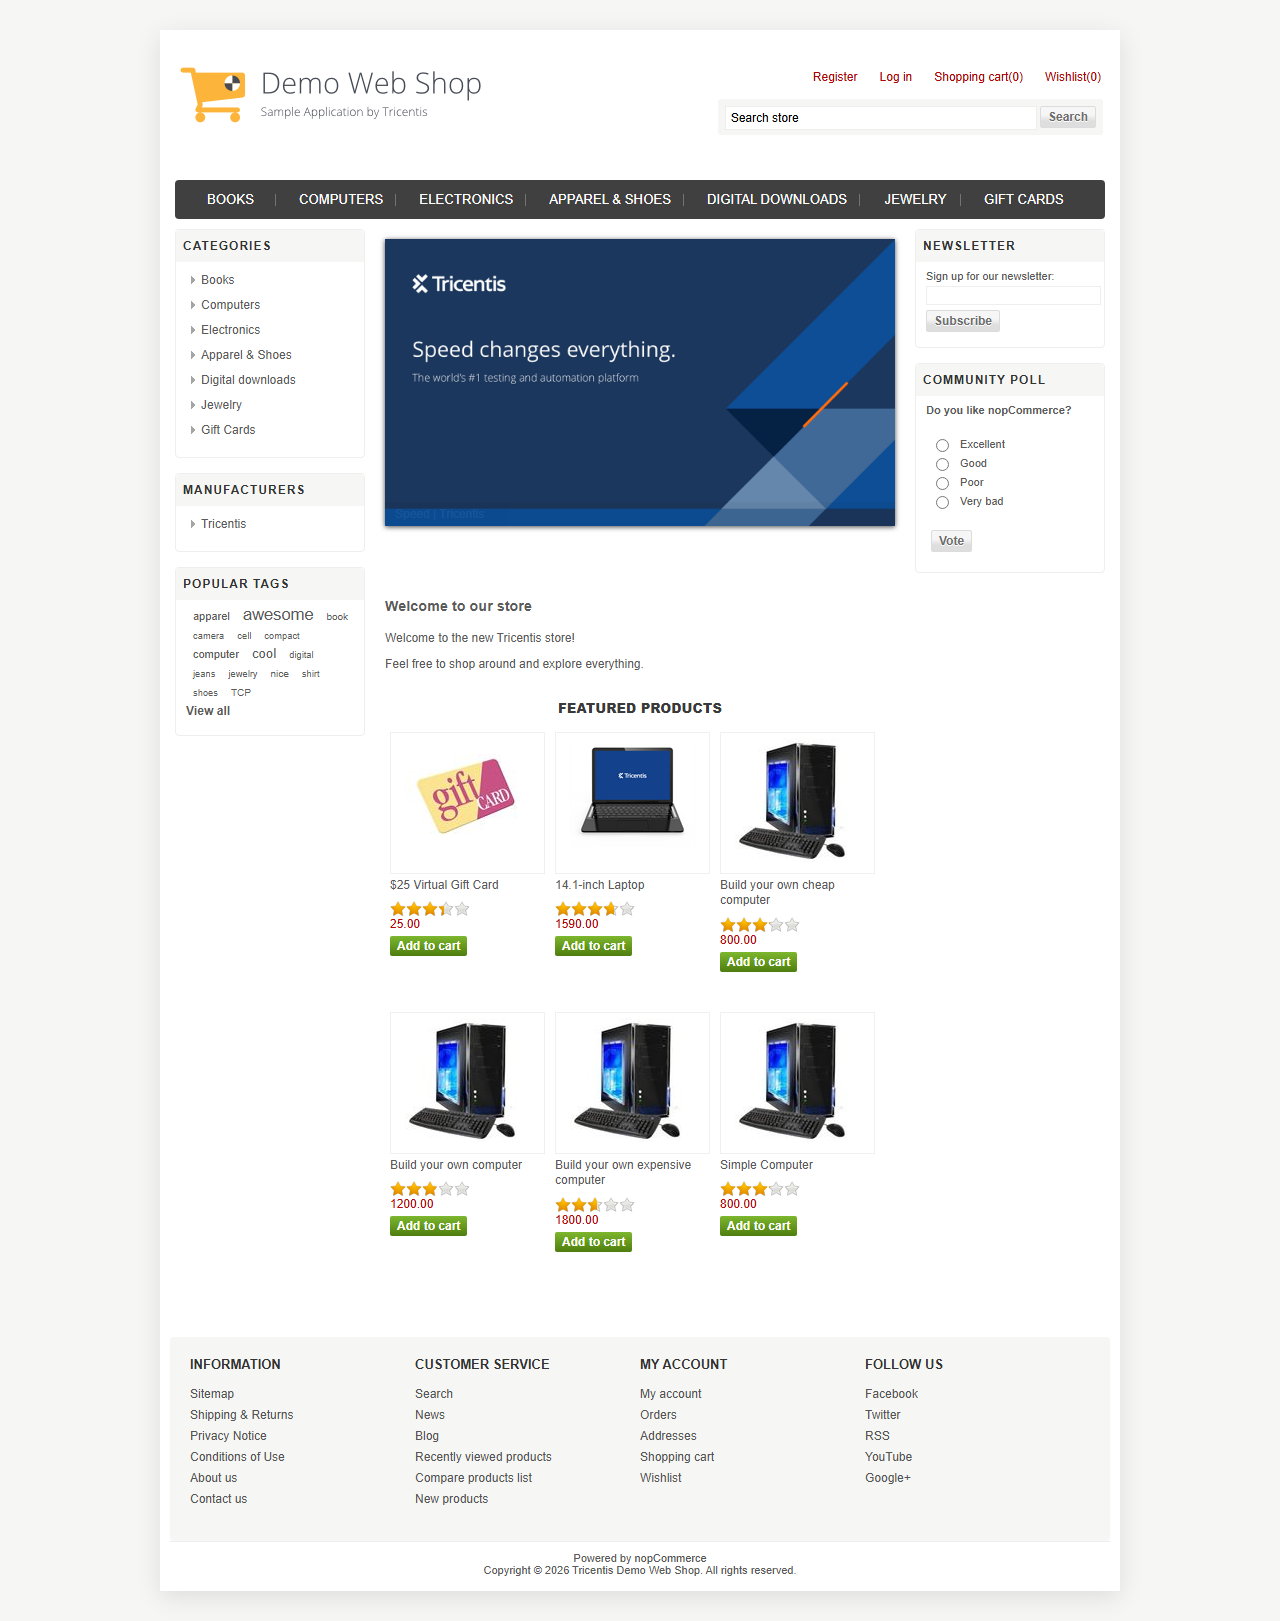 Demo Web Shop
Sample Application by Tricentis
Register Log in Shopping cart(0) Wishlist(0)
Search store Search
BOOKS COMPUTERS ELECTRONICS APPAREL & SHOES DIGITAL DOWNLOADS JEWELRY GIFT CARDS
CATEGORIES
Books
Computers
Electronics
Apparel & Shoes
Digital downloads
Jewelry
Gift Cards
MANUFACTURERS
Tricentis
POPULAR TAGS
apparel awesome book
camera cell compact
computer cool digital
jeans jewelry nice shirt
shoes TCP
View all
Tricentis
Speed changes everything.
The world's #1 testing and automation platform
Speed | Tricentis
NEWSLETTER
Sign up for our newsletter:
Subscribe
COMMUNITY POLL
Do you like nopCommerce?
Excellent
Good
Poor
Very bad
Vote
Welcome to our store
Welcome to the new Tricentis store!
Feel free to shop around and explore everything.
FEATURED PRODUCTS
gift CARD
Tricentis
$25 Virtual Gift Card
25.00
Add to cart
14.1-inch Laptop
1590.00
Add to cart
Build your own cheap
computer
800.00
Add to cart
Build your own computer
1200.00
Add to cart
Build your own expensive
computer
1800.00
Add to cart
Simple Computer
800.00
Add to cart
INFORMATION
Sitemap
Shipping & Returns
Privacy Notice
Conditions of Use
About us
Contact us
CUSTOMER SERVICE
Search
News
Blog
Recently viewed products
Compare products list
New products
MY ACCOUNT
My account
Orders
Addresses
Shopping cart
Wishlist
FOLLOW US
Facebook
Twitter
RSS
YouTube
Google+
Powered by nopCommerce
Copyright © 2026 Tricentis Demo Web Shop. All rights reserved.